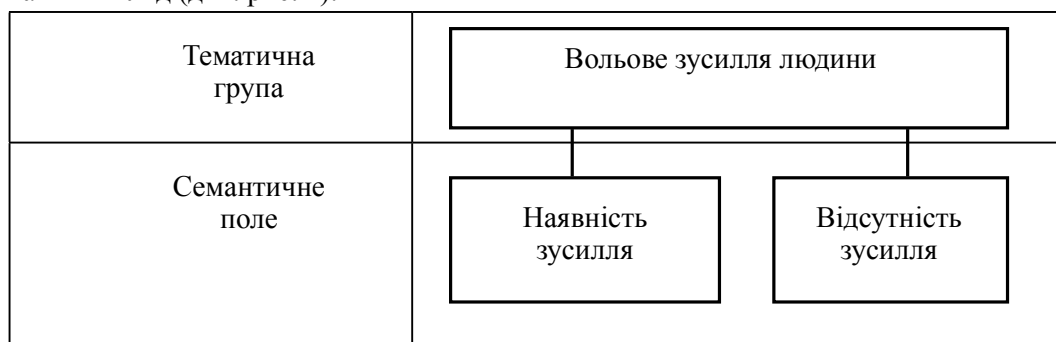 Тематична
група
Вольове зусилля людини
Семантичне
поле
Наявність
зусилля
Відсутність
зусилля